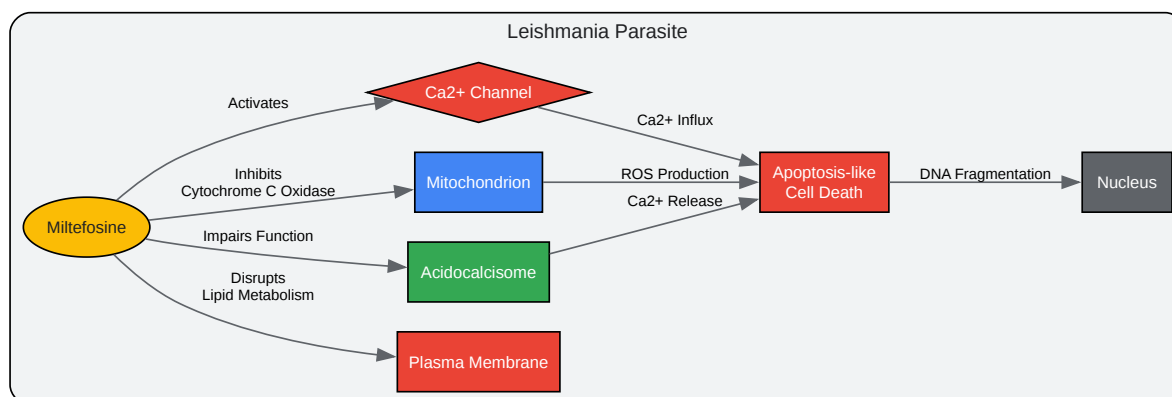 Leishmania Parasite
Activates
Ca2+ Channel
Ca2+ Influx
Inhibits
Cytochrome C Oxidase
Mitochondrion
ROS Production
Apoptosis-like
Cell Death
DNA Fragmentation
Nucleus
Ca2+ Release
Miltefosine
Impairs Function
Acidocalcisome
Disrupts
Lipid Metabolism
Plasma Membrane